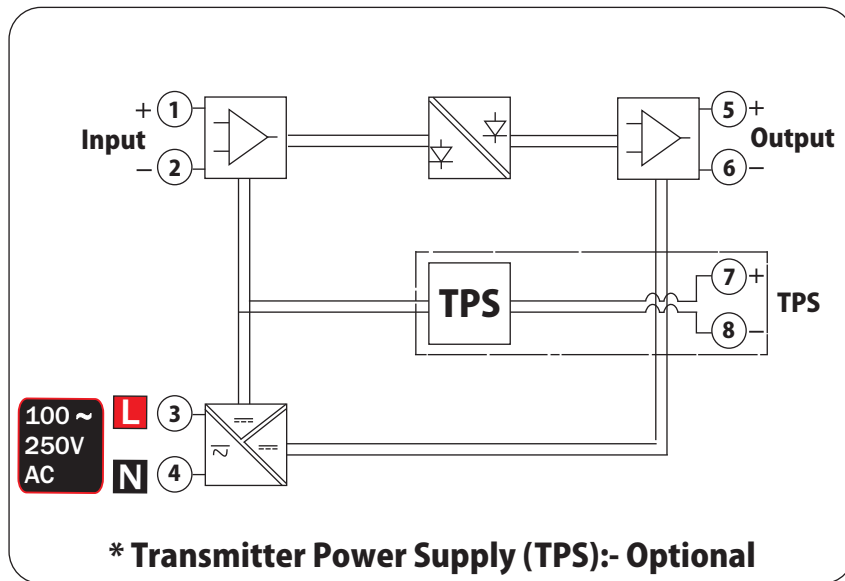 + 1
Input
− 2
5 +
Output
6 −
TPS
7 +
TPS
8 −
100 ~
250V
AC
L 3
N 4
* Transmitter Power Supply (TPS):- Optional